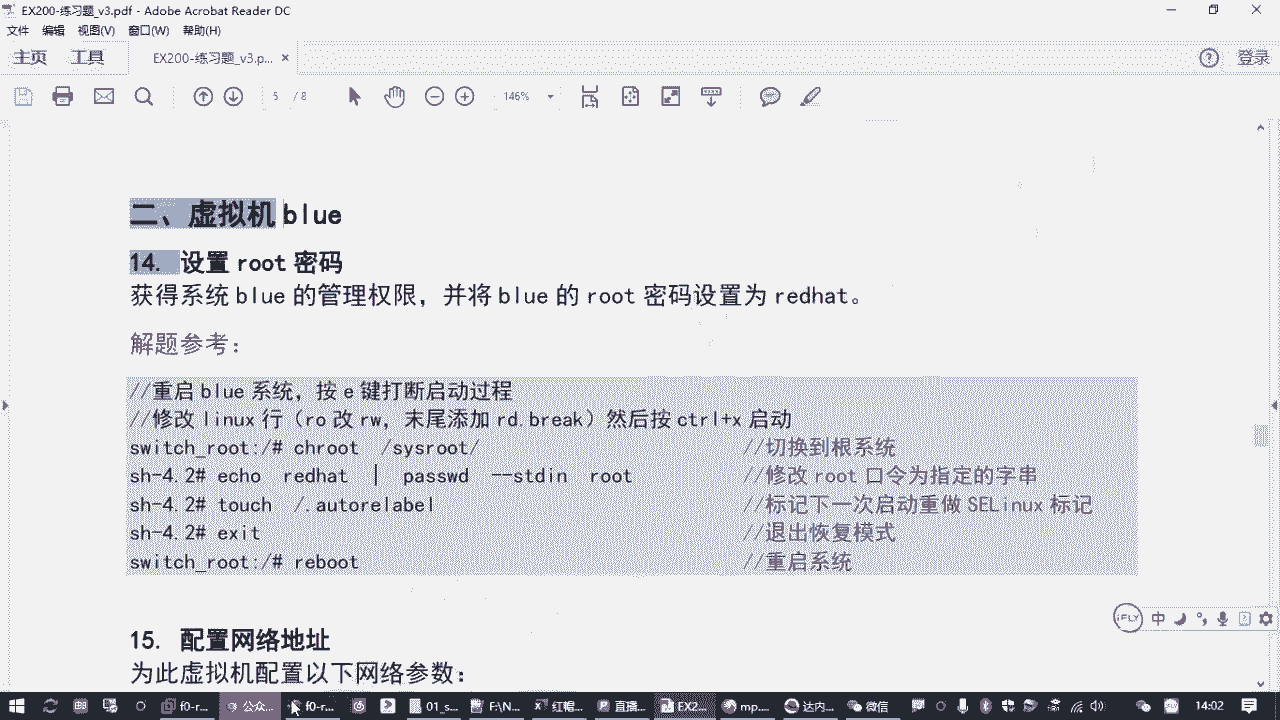 EX200-练习题_v3.pdf - Adobe Acrobat Reader DC
文件 编辑 视图(V) 窗口(W) 帮助(H)
主页 工具 EX200-练习题_v3.p... × 登录
5 / 8 146%
二、虚拟机 blue
14. 设置 root 密码
获得系统 blue 的管理权限，并将 blue 的 root 密码设置为 redhat。
解题参考：
//重启 blue 系统，按 e 键打断启动过程
//修改 linux 行（ro 改 rw，末尾添加 rd.break）然后按 ctrl+x 启动
switch_root:/# chroot /sysroot/ //切换到根系统
sh-4.2# echo redhat | passwd --stdin root //修改 root 口令为指定的字串
sh-4.2# touch /.autorelabel //标记下一次启动重做 SELinux 标记
sh-4.2# exit //退出恢复模式
switch_root:/# reboot //重启系统
15. 配置网络地址
为此虚拟机配置以下网络参数：
iFLY 中
f0-r... 公众... f0-r... 01_s... F:\N... 红帽... 直播... EX2... mp.... 达内... 微信 14:02